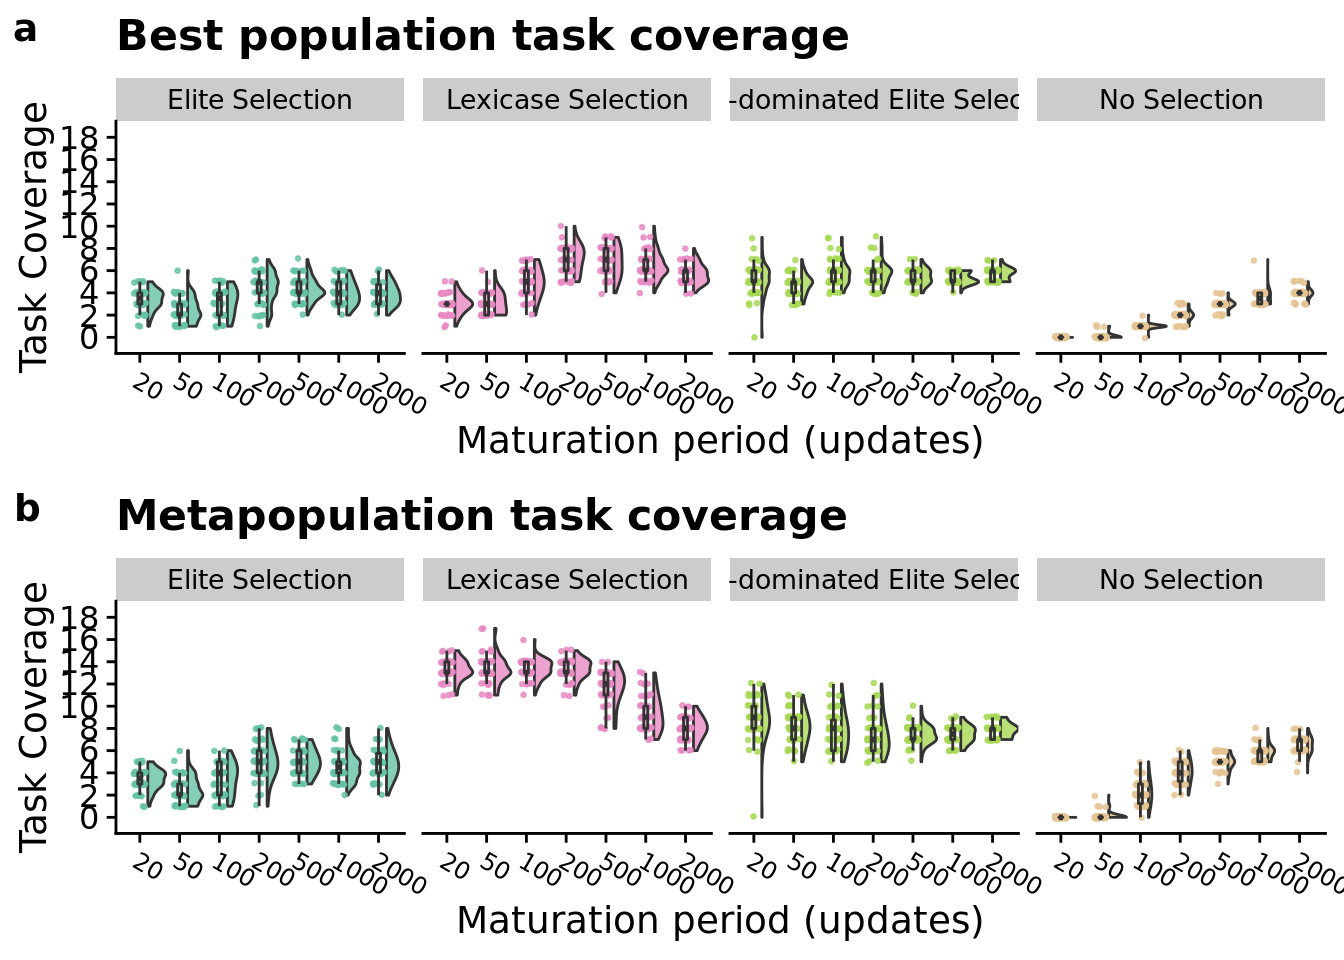 a Best population task coverage
Elite Selection Lexicase Selection -dominated Elite Selec No Selection
Task Coverage
18
16
14
12
10
8
6
4
2
0
20 50 100 200 500 1000 2000 20 50 100 200 500 1000 2000 20 50 100 200 500 1000 2000 20 50 100 200 500 1000 2000
Maturation period (updates)
b Metapopulation task coverage
Elite Selection Lexicase Selection -dominated Elite Selec No Selection
Task Coverage
18
16
14
12
10
8
6
4
2
0
20 50 100 200 500 1000 2000 20 50 100 200 500 1000 2000 20 50 100 200 500 1000 2000 20 50 100 200 500 1000 2000
Maturation period (updates)